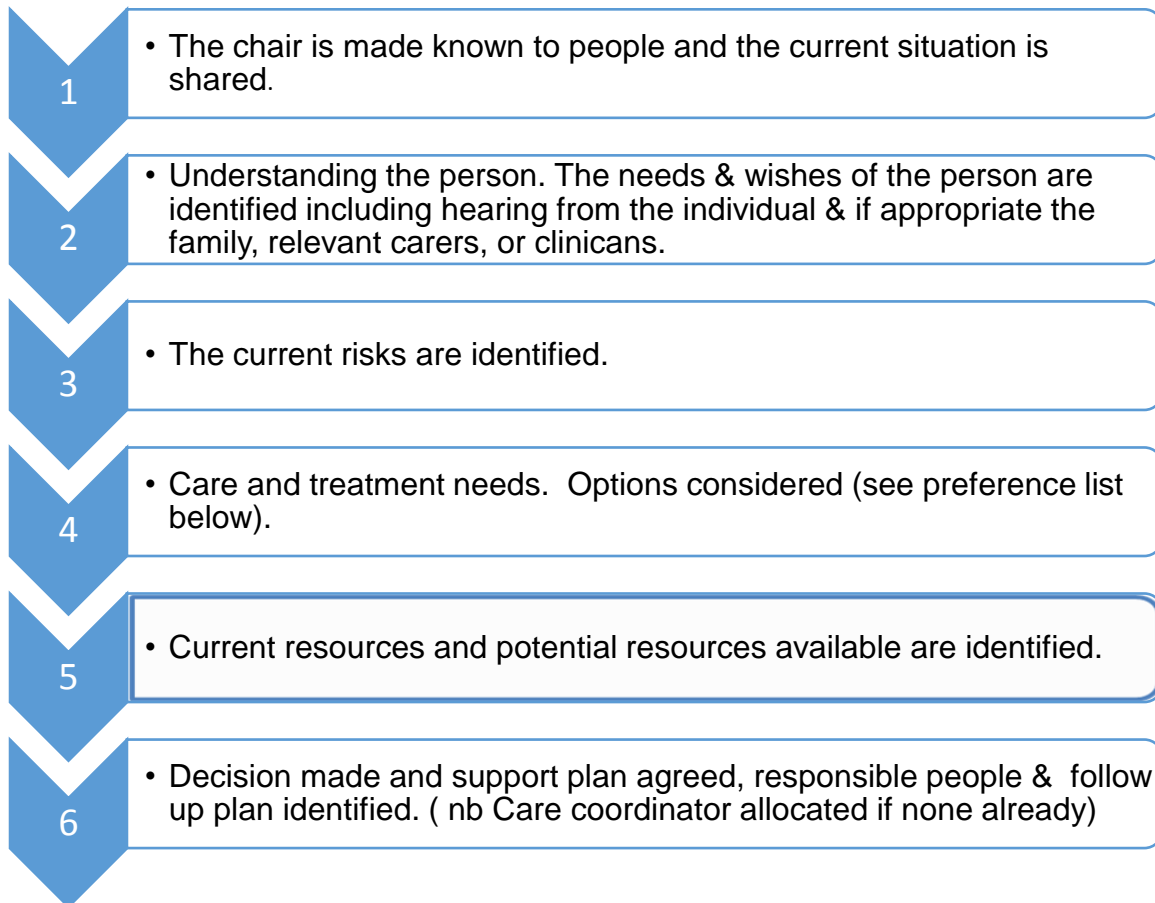 1
• The chair is made known to people and the current situation is
shared.
2
• Understanding the person. The needs & wishes of the person are
identified including hearing from the individual & if appropriate the
family, relevant carers, or clinicans.
3
• The current risks are identified.
4
• Care and treatment needs.  Options considered (see preference list
below).
5
• Current resources and potential resources available are identified.
6
• Decision made and support plan agreed, responsible people &  follow
up plan identified. ( nb Care coordinator allocated if none already)